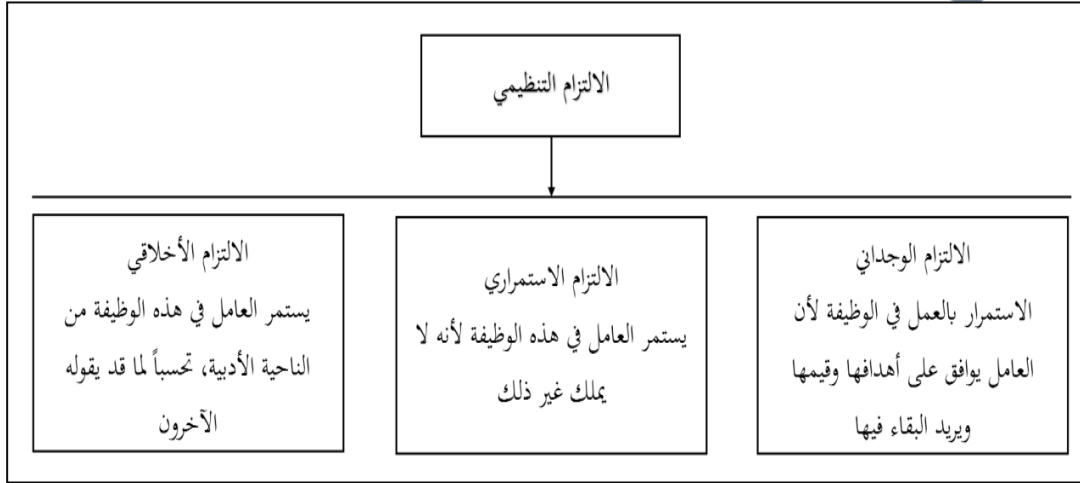 الالتزام التنظيمي
الالتزام الوجداني
الاستمرار بالعمل في الوظيفة لأن
العامل يوافق على أهدافها وقيمها
ويريد البقاء فيها
الالتزام الاستمراري
يستمر العامل في هذه الوظيفة لأنه لا
يملك غير ذلك
الالتزام الأخلاقي
يستمر العامل في هذه الوظيفة من
الناحية الأدبية، تحسباً لما قد يقوله
الآخرون